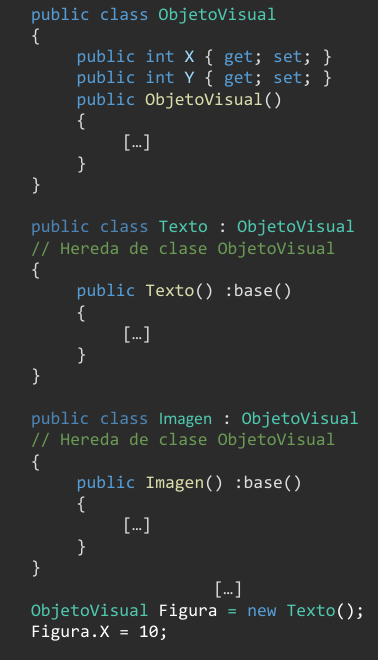 public class ObjetoVisual
{
public int X { get; set; }
public int Y { get; set; }
public ObjetoVisual()
{
[…]
}
}
public class Texto : ObjetoVisual
// Hereda de clase ObjetoVisual
{
public Texto() :base()
{
[…]
}
}
public class Imagen : ObjetoVisual
// Hereda de clase ObjetoVisual
{
public Imagen() :base()
{
[…]
}
}
[…]
ObjetoVisual Figura = new Texto();
Figura.X = 10;